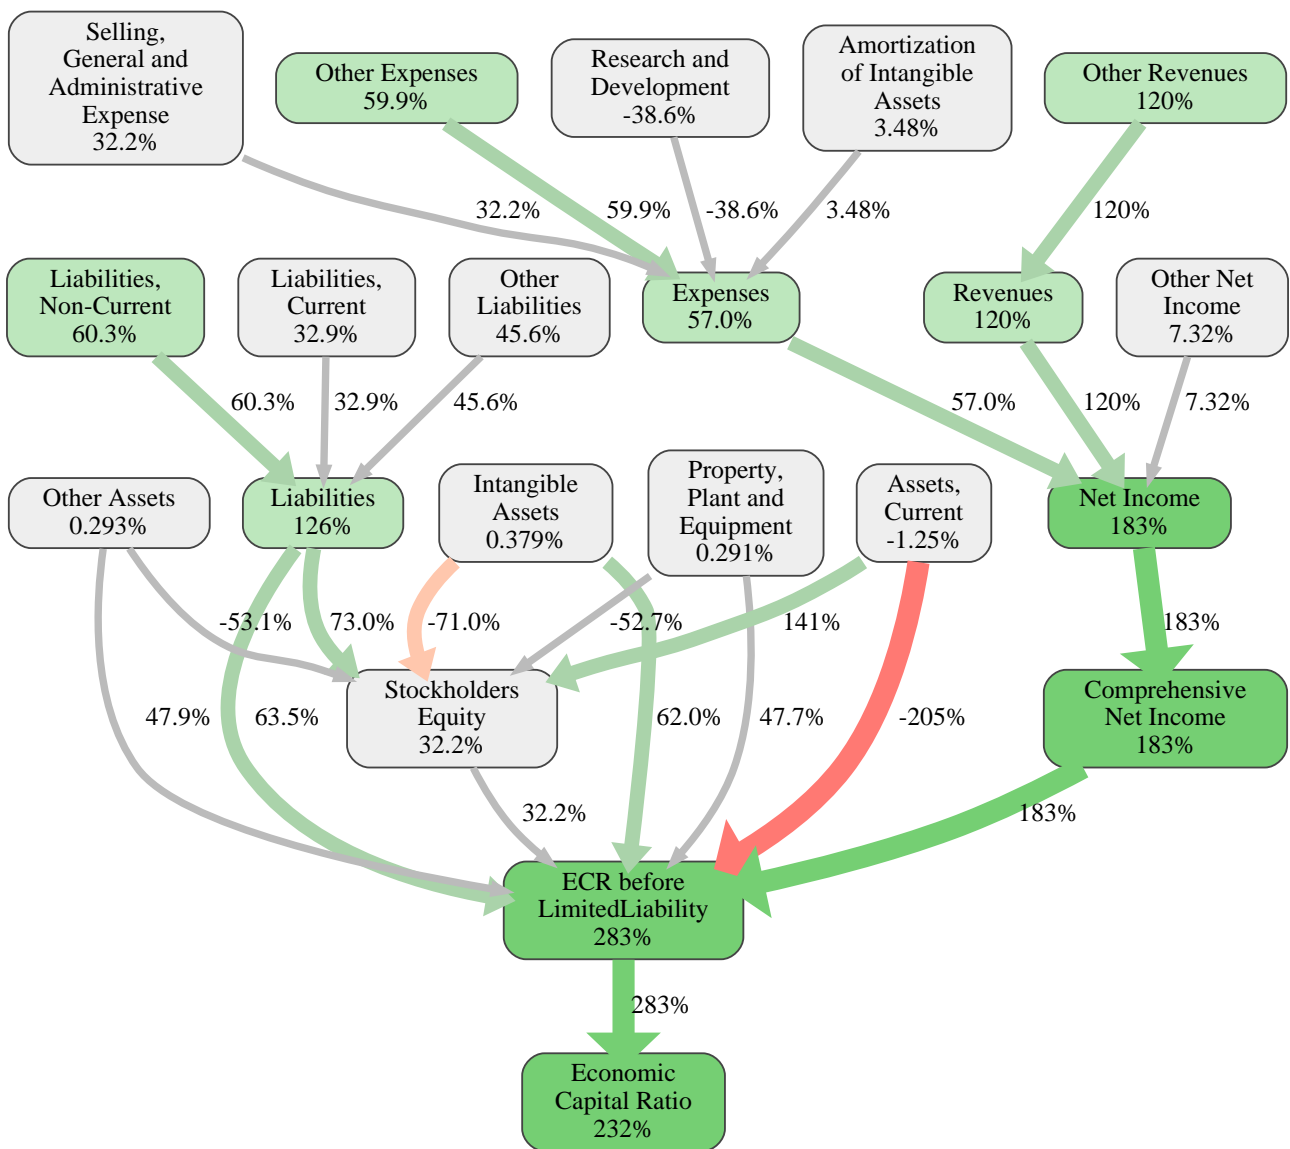 Selling,
General and
Administrative
Expense
32.2%
Other Expenses
59.9%
Research and
Development
-38.6%
Amortization
of Intangible
Assets
3.48%
Other Revenues
120%
32.2%
59.9%
-38.6%
3.48%
120%
Liabilities,
Non-Current
60.3%
Liabilities,
Current
32.9%
Other
Liabilities
45.6%
Expenses
57.0%
Revenues
120%
Other Net
Income
7.32%
60.3%
32.9%
45.6%
57.0%
120%
7.32%
Other Assets
0.293%
Liabilities
126%
Intangible
Assets
0.379%
Property,
Plant and
Equipment
0.291%
Assets,
Current
-1.25%
Net Income
183%
-53.1%
73.0%
-71.0%
-52.7%
141%
183%
Stockholders
Equity
32.2%
Comprehensive
Net Income
183%
47.9%
63.5%
62.0%
47.7%
-205%
32.2%
183%
ECR before
LimitedLiability
283%
283%
Economic
Capital Ratio
232%